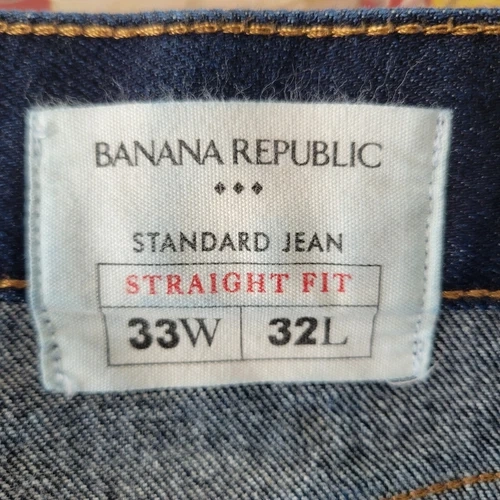 BANANA REPUBLIC
STANDARD JEAN
STRAIGHT FIT
33W 32L